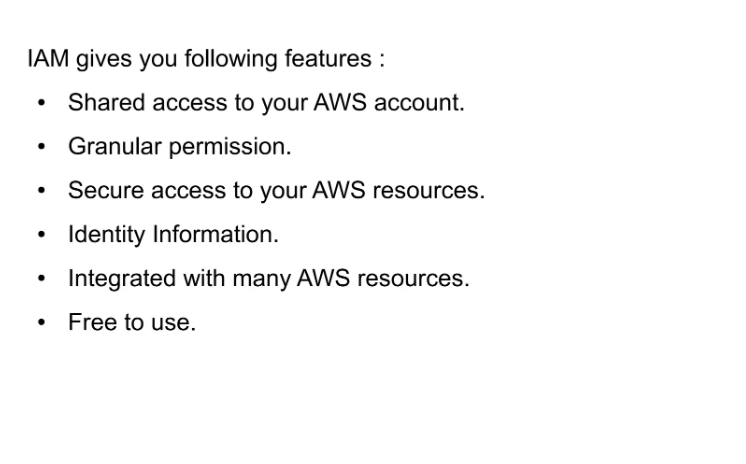 IAM gives you following features :
• Shared access to your AWS account.
• Granular permission.
• Secure access to your AWS resources.
• Identity Information.
• Integrated with many AWS resources.
• Free to use.